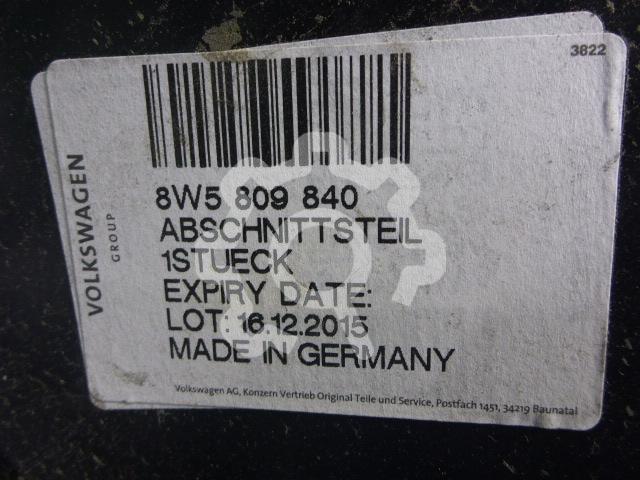 3822
VOLKSWAGEN
GROUP
8W5 809 840
ABSCHNITTSTEIL
1STUECK
EXPIRY DATE:
LOT: 16.12.2015
MADE IN GERMANY
Volkswagen AG, Konzern Vertrieb Original Teile und Service, Postfach 1451, 34219 Baunatal